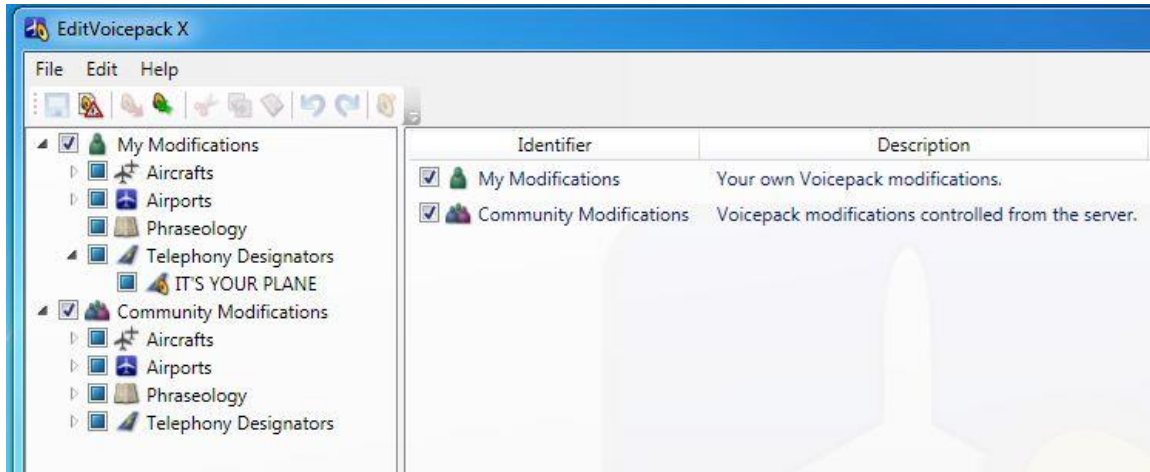 EditVoicepack X
File Edit Help
My Modifications
Aircrafts
Airports
Phraseology
Telephony Designators
IT'S YOUR PLANE
Community Modifications
Aircrafts
Airports
Phraseology
Telephony Designators
Identifier Description
My Modifications Your own Voicepack modifications.
Community Modifications Voicepack modifications controlled from the server.